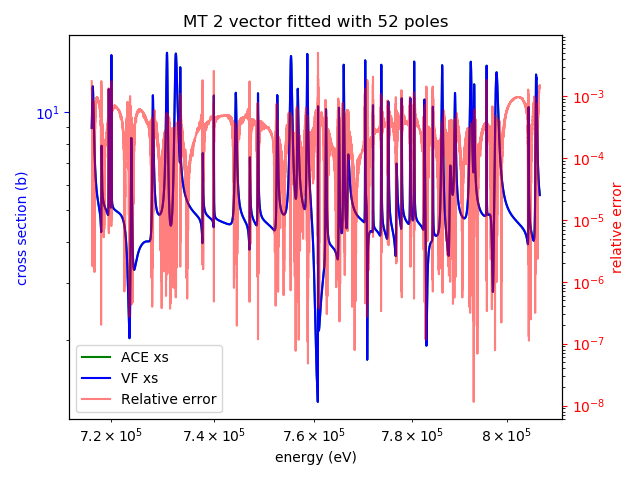 MT 2 vector fitted with 52 poles
10¹
cross section (b)
10⁻³
10⁻⁴
10⁻⁵
10⁻⁶
10⁻⁷
10⁻⁸
relative error
ACE xs
VF xs
Relative error
7.2 × 10⁵ 7.4 × 10⁵ 7.6 × 10⁵ 7.8 × 10⁵ 8 × 10⁵
energy (eV)